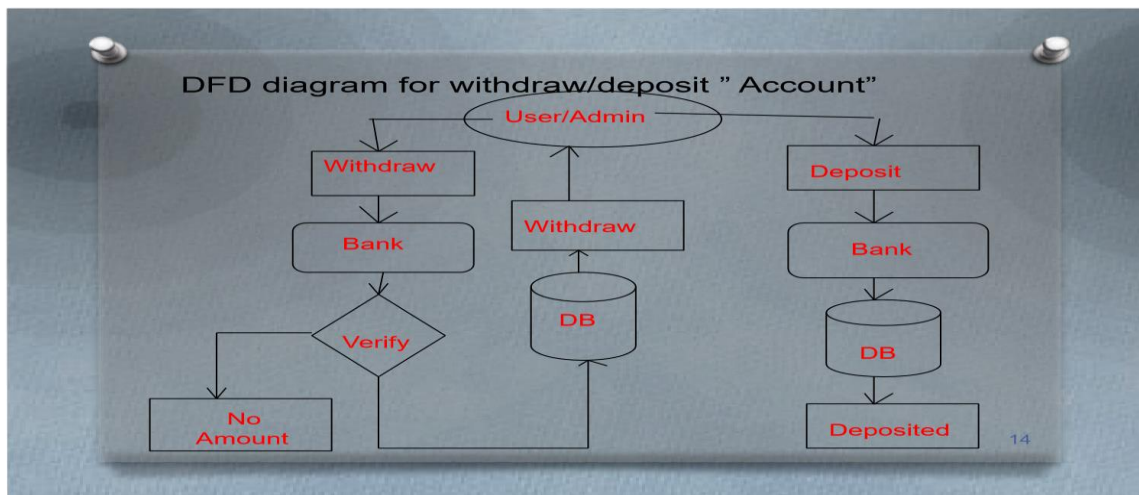 DFD diagram for withdraw/deposit ” Account”
User/Admin
Withdraw
Deposit
Withdraw
Bank
Bank
DB
Verify
DB
No
Amount
Deposited
14